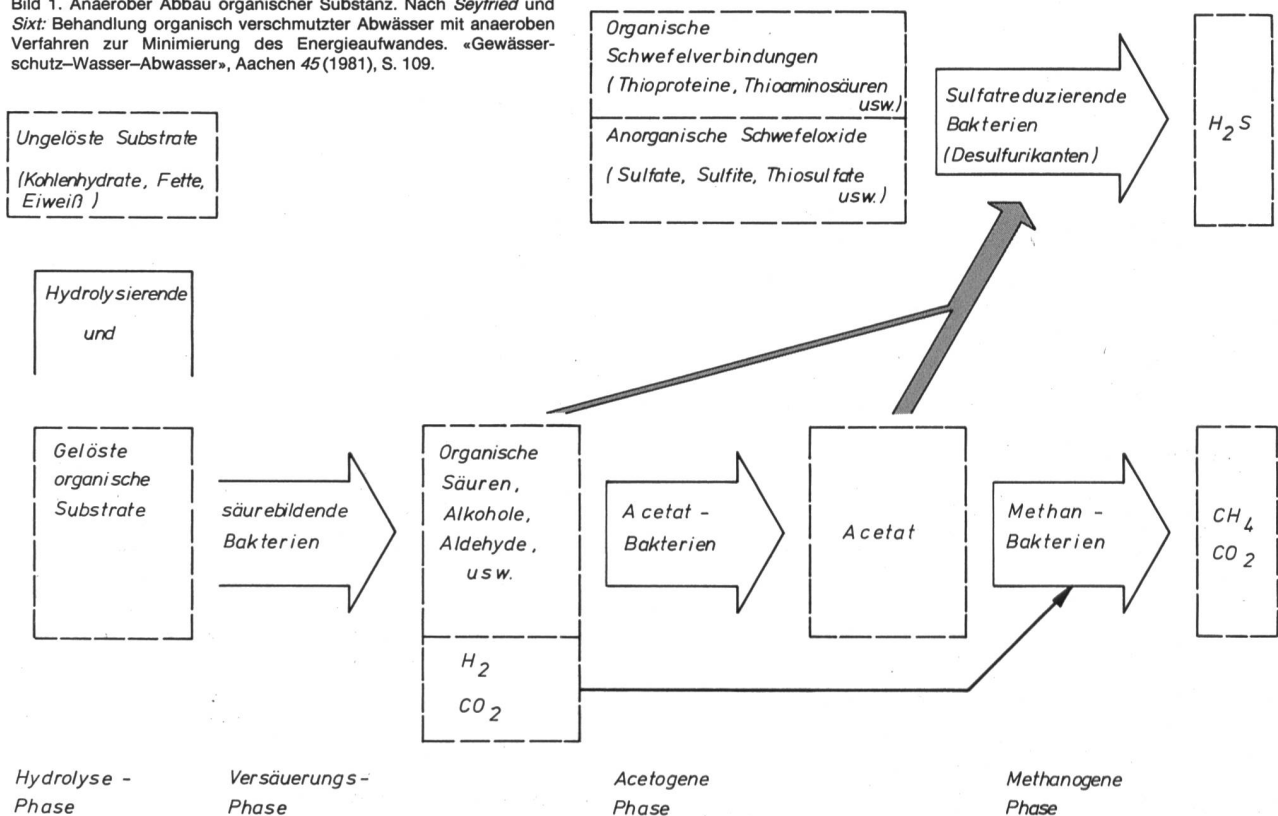 Bild 1. Anaerober Abbau organischer Substanz. Nach Seyfried und
Sixt: Behandlung organisch verschmutzter Abwässer mit anaeroben
Verfahren zur Minimierung des Energieaufwandes. «Gewässer-
schutz–Wasser–Abwasser», Aachen 45 (1981), S. 109.
Organische
Schwefelverbindungen
(Thioproteine, Thioaminosäuren
usw.)
Anorganische Schwefeloxide
(Sulfate, Sulfite, Thiosulfate
usw.)
Sulfatreduzierende
Bakterien
(Desulfurikanten)
H2S
Ungelöste Substrate
(Kohlenhydrate, Fette,
Eiweiß)
Hydrolysierende
und
Gelöste
organische
Substrate
säurebildende
Bakterien
Organische
Säuren,
Alkohole,
Aldehyde,
usw.
H2
CO2
Acetat -
Bakterien
Acetat
Methan -
Bakterien
CH4
CO2
Hydrolyse -
Phase
Versäuerungs-
Phase
Acetogene
Phase
Methanogene
Phase